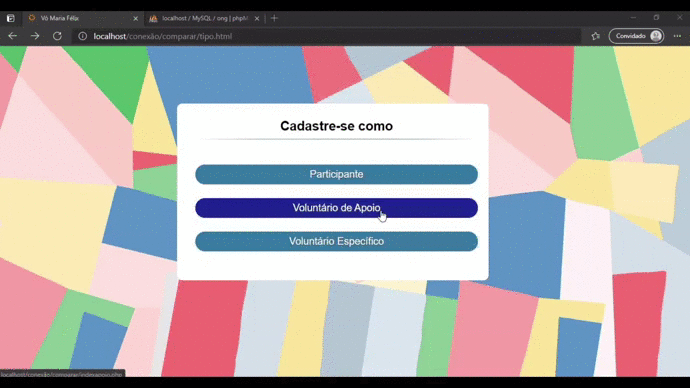 Vó Maria Félix
localhost / MySQL / ong | phpM
localhost/conexão/comparar/tipo.html
Convidado
Cadastre-se como
Participante
Voluntário de Apoio
Voluntário Específico
localhost/conexão/comparar/indexapoio.php